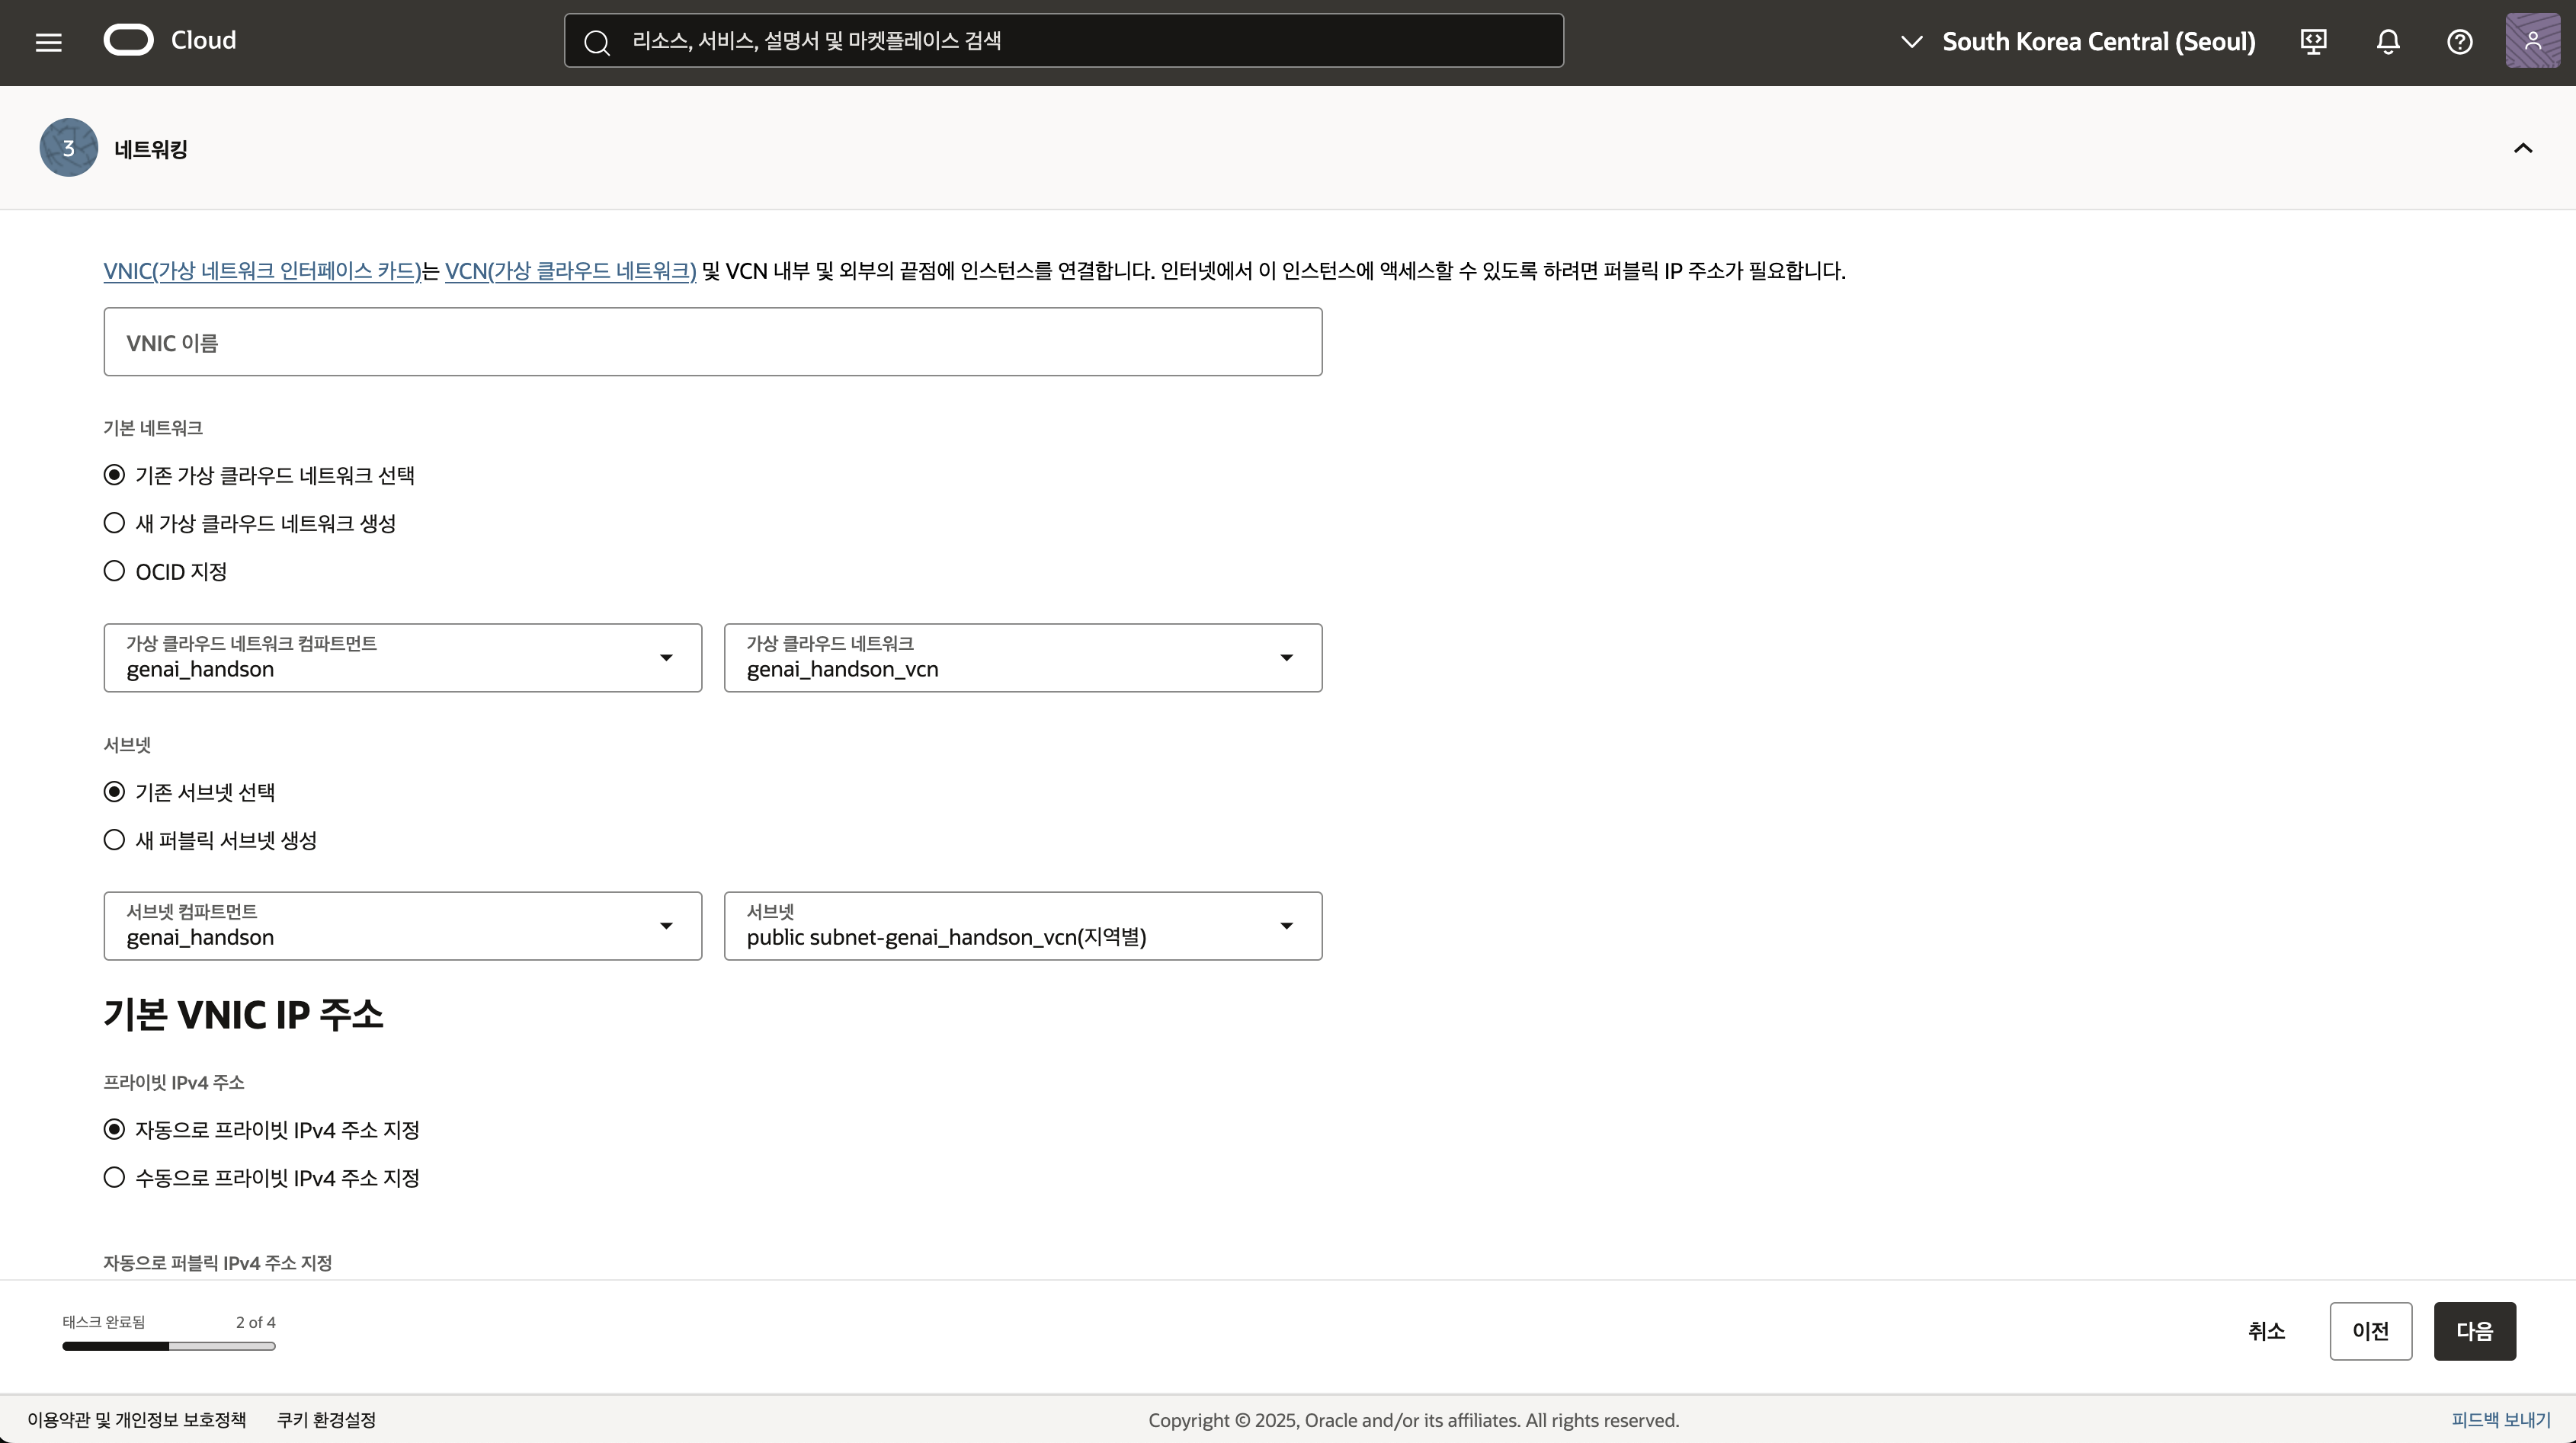 Cloud
리소스, 서비스, 설명서 및 마켓플레이스 검색
South Korea Central (Seoul)
3
네트워킹
VNIC(가상 네트워크 인터페이스 카드)는 VCN(가상 클라우드 네트워크) 및 VCN 내부 및 외부의 끝점에 인스턴스를 연결합니다. 인터넷에서 이 인스턴스에 액세스할 수 있도록 하려면 퍼블릭 IP 주소가 필요합니다.
VNIC 이름
기본 네트워크
기존 가상 클라우드 네트워크 선택
새 가상 클라우드 네트워크 생성
OCID 지정
가상 클라우드 네트워크 컴파트먼트
genai_handson
가상 클라우드 네트워크
genai_handson_vcn
서브넷
기존 서브넷 선택
새 퍼블릭 서브넷 생성
서브넷 컴파트먼트
genai_handson
서브넷
public subnet-genai_handson_vcn(지역별)
기본 VNIC IP 주소
프라이빗 IPv4 주소
자동으로 프라이빗 IPv4 주소 지정
수동으로 프라이빗 IPv4 주소 지정
자동으로 퍼블릭 IPv4 주소 지정
태스크 완료됨
2 of 4
취소
이전
다음
이용약관 및 개인정보 보호정책
쿠키 환경설정
Copyright © 2025, Oracle and/or its affiliates. All rights reserved.
피드백 보내기